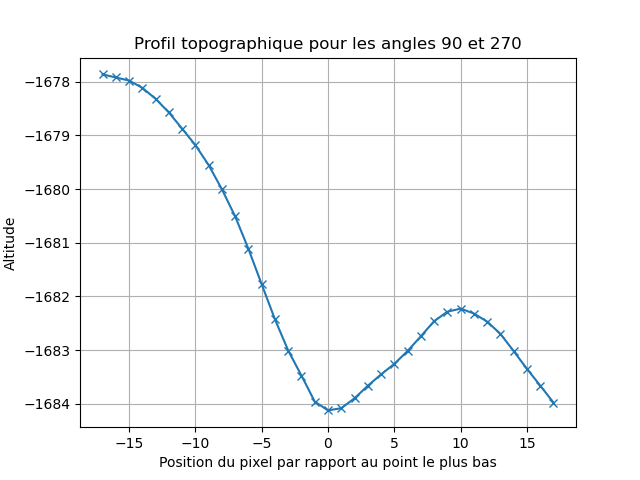 Profil topographique pour les angles 90 et 270
Altitude
−1678
−1679
−1680
−1681
−1682
−1683
−1684
−15 −10 −5 0 5 10 15
Position du pixel par rapport au point le plus bas